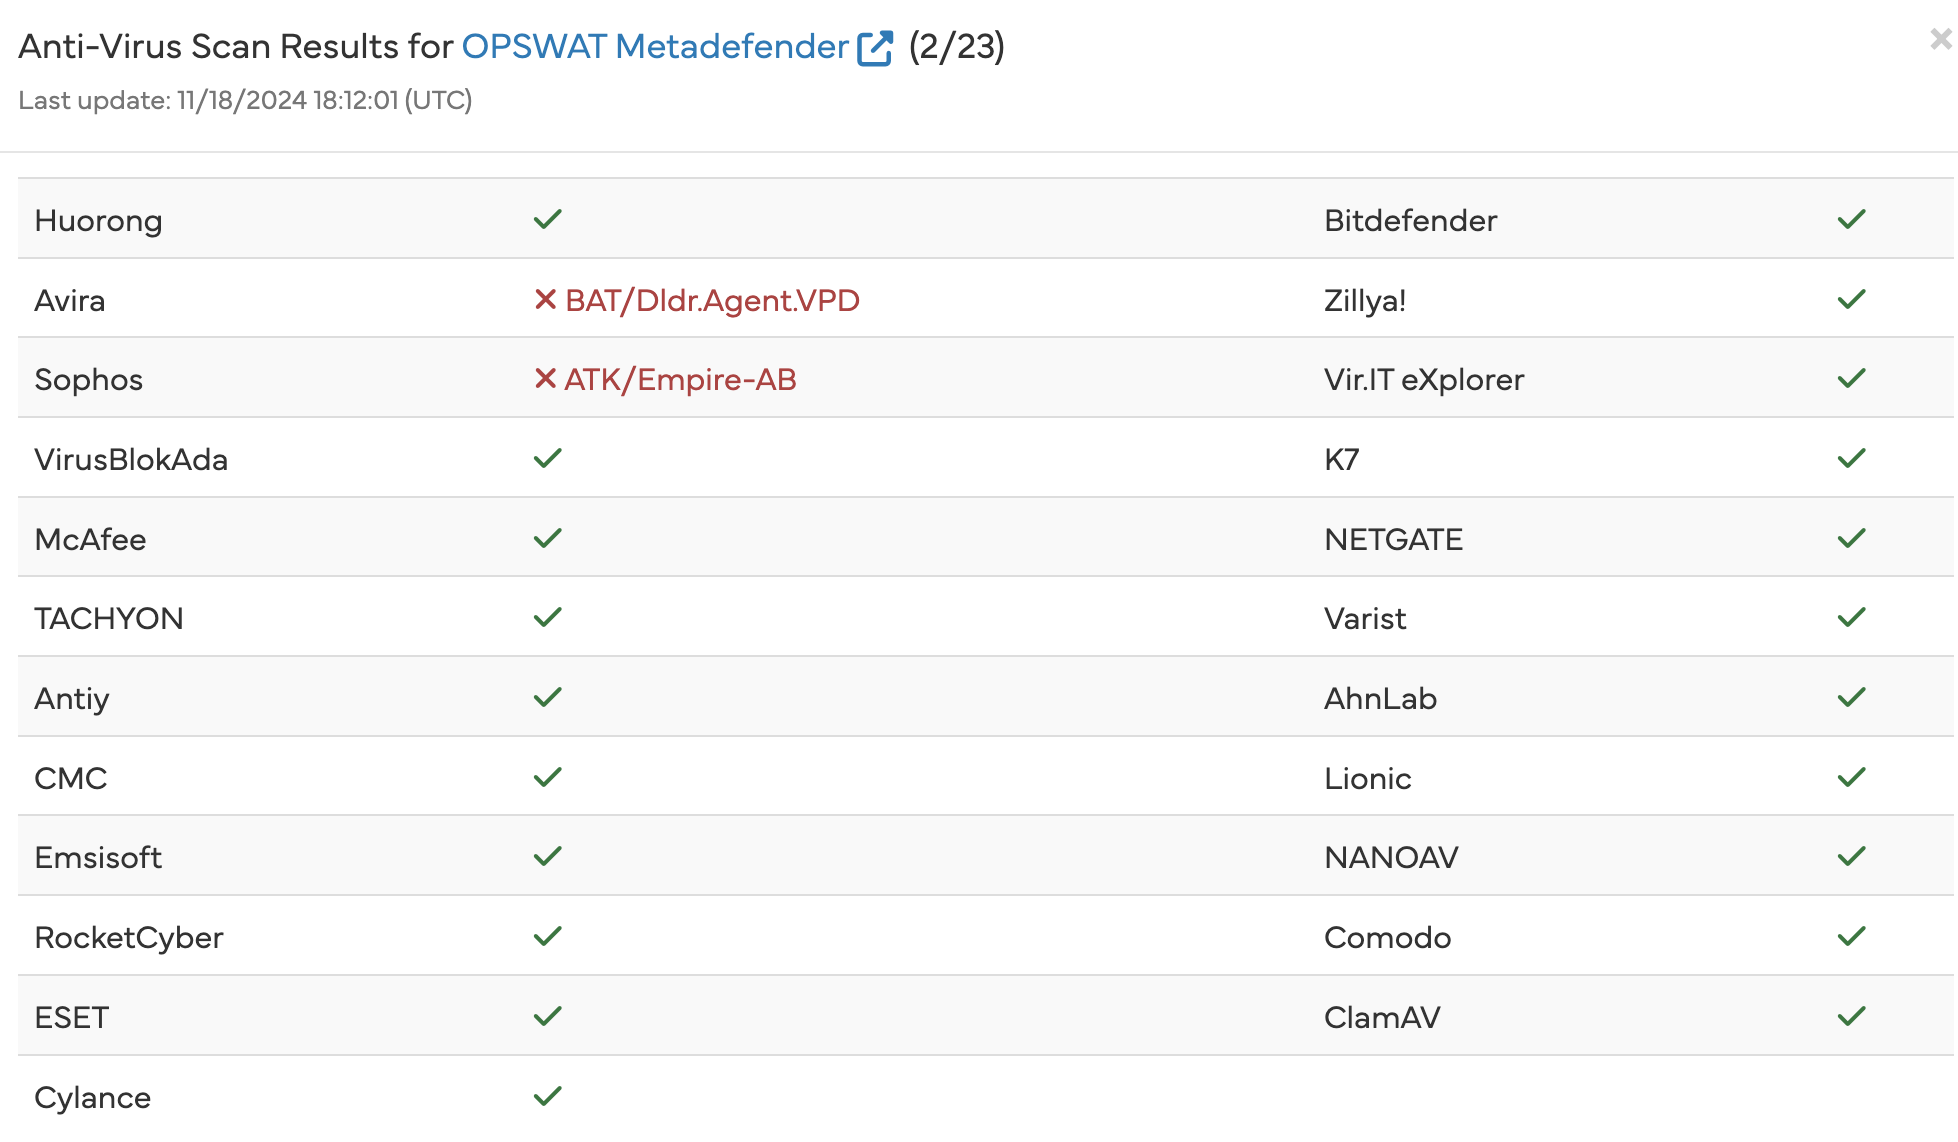 Anti-Virus Scan Results for OPSWAT Metadefender (2/23)
Last update: 11/18/2024 18:12:01 (UTC)
Huorong ✓ Bitdefender ✓
Avira ✕ BAT/Dldr.Agent.VPD Zillya! ✓
Sophos ✕ ATK/Empire-AB Vir.IT eXplorer ✓
VirusBlokAda ✓ K7 ✓
McAfee ✓ NETGATE ✓
TACHYON ✓ Varist ✓
Antiy ✓ AhnLab ✓
CMC ✓ Lionic ✓
Emsisoft ✓ NANOAV ✓
RocketCyber ✓ Comodo ✓
ESET ✓ ClamAV ✓
Cylance ✓